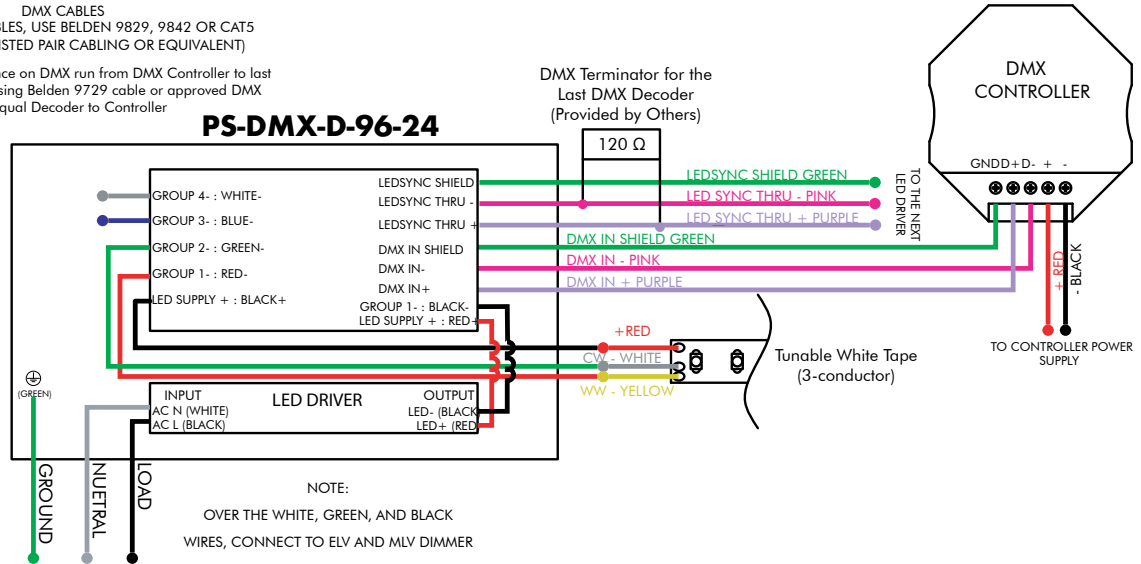 DMX CABLES
BLES, USE BELDEN 9829, 9842 OR CAT5
ISTED PAIR CABLING OR EQUIVALENT)
nce on DMX run from DMX Controller to last
sing Belden 9729 cable or approved DMX
equal Decoder to Controller
PS-DMX-D-96-24
DMX Terminator for the
Last DMX Decoder
(Provided by Others)
120 Ω
DMX
CONTROLLER
GNDD+D- + -
GROUP 4- : WHITE-
GROUP 3- : BLUE-
GROUP 2- : GREEN-
GROUP 1- : RED-
LED SUPPLY + : BLACK+
LEDSYNC SHIELD
LEDSYNC THRU -
LEDSYNC THRU +
DMX IN SHIELD
DMX IN-
DMX IN+
GROUP 1- : BLACK-
LED SUPPLY + : RED+
LEDSYNC SHIELD GREEN
LED SYNC THRU - PINK
LED SYNC THRU + PURPLE
TO THE NEXT
LED DRIVER
DMX IN SHIELD GREEN
DMX IN - PINK
DMX IN + PURPLE
+ RED
- BLACK
TO CONTROLLER POWER
SUPPLY
+RED
CW - WHITE
WW - YELLOW
Tunable White Tape
(3-conductor)
(GREEN)
INPUT
AC N (WHITE)
AC L (BLACK)
LED DRIVER
OUTPUT
LED- (BLACK
LED+ (RED
GROUND
NUETRAL
LOAD
NOTE:
OVER THE WHITE, GREEN, AND BLACK
WIRES, CONNECT TO ELV AND MLV DIMMER